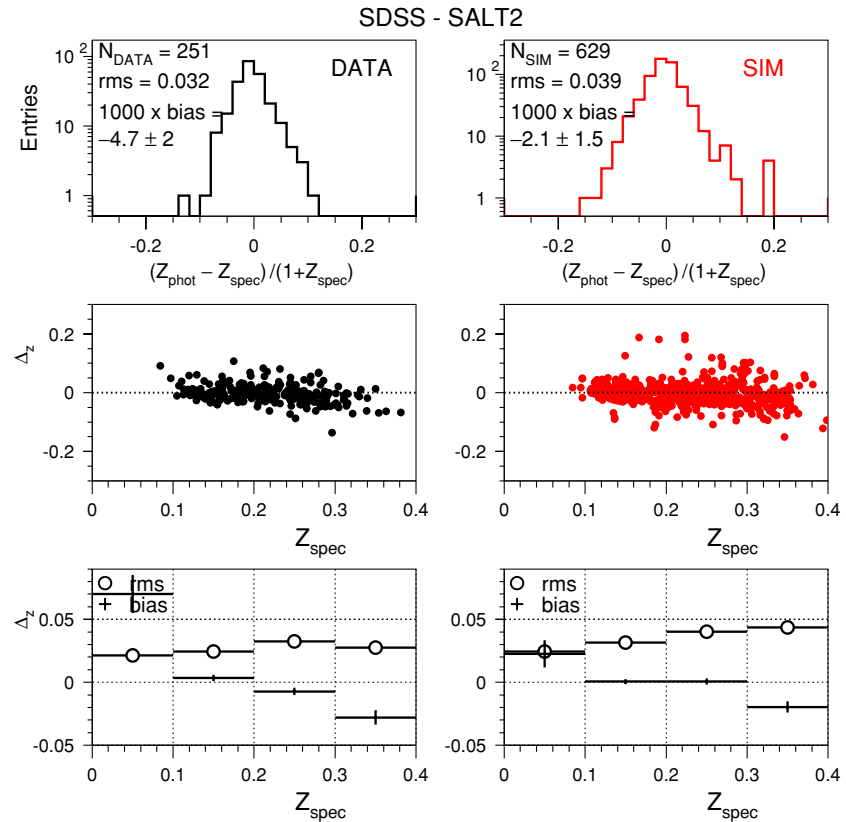 SDSS - SALT2
N_DATA = 251
rms = 0.032
1000 x bias =
−4.7 ± 2
DATA
Entries
10²
10
1
-0.2 0 0.2
(Z_phot − Z_spec)/(1+Z_spec)
N_SIM = 629
rms = 0.039
1000 x bias =
−2.1 ± 1.5
SIM
10²
10
1
-0.2 0 0.2
(Z_phot − Z_spec)/(1+Z_spec)
Δ_z
0.2
0
-0.2
0 0.1 0.2 0.3 0.4
Z_spec
0.2
0
-0.2
0 0.1 0.2 0.3 0.4
Z_spec
Δ_z
rms
bias
0.05
0
-0.05
0 0.1 0.2 0.3 0.4
Z_spec
rms
bias
0.05
0
-0.05
0 0.1 0.2 0.3 0.4
Z_spec